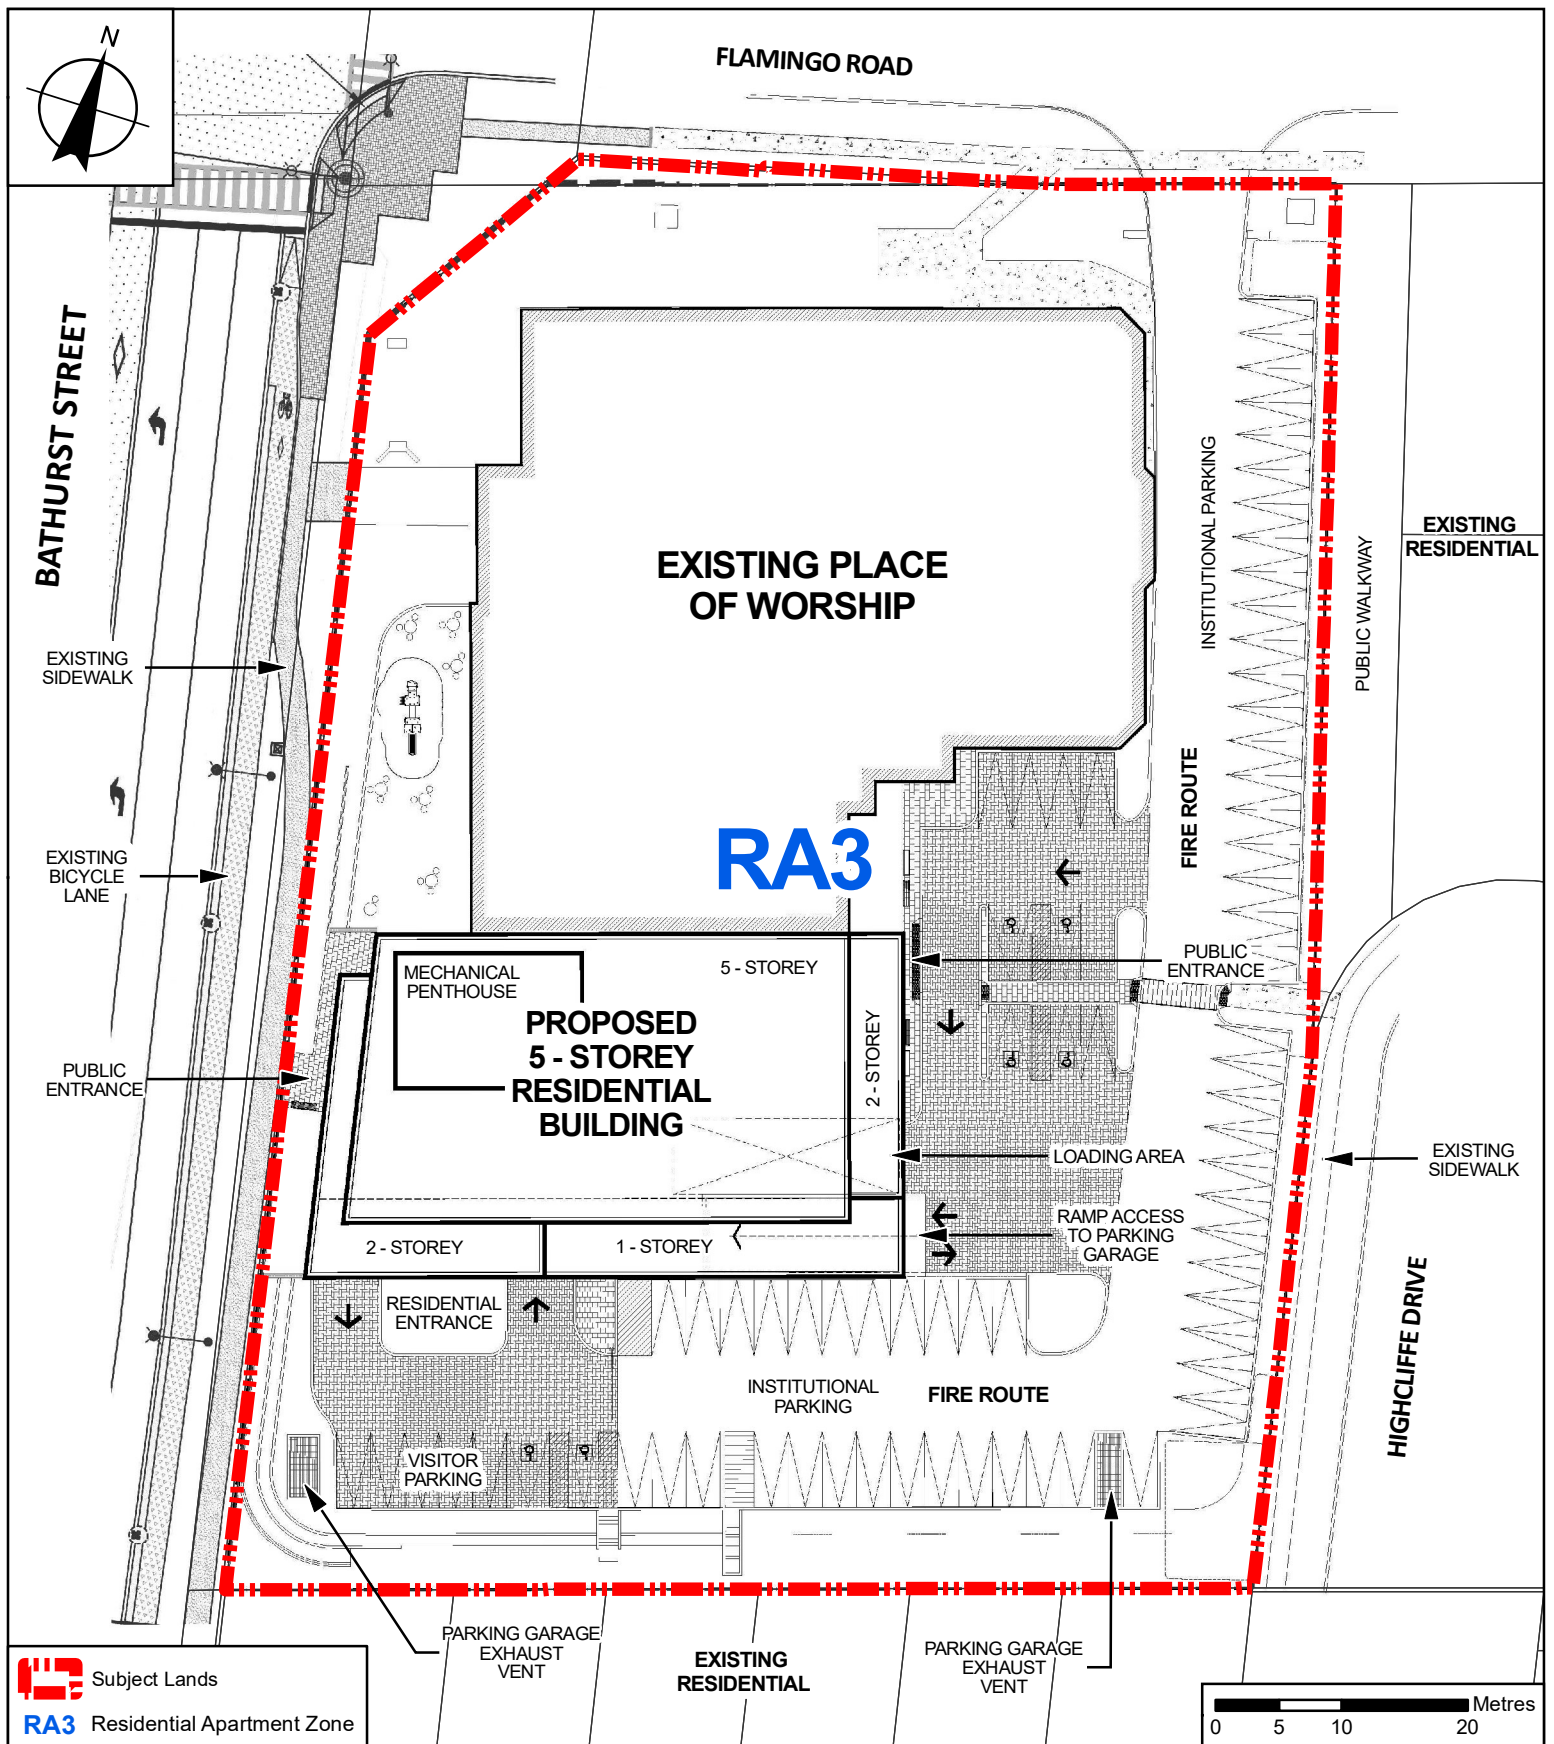 N
FLAMINGO ROAD
BATHURST STREET
EXISTING PLACE
OF WORSHIP
INSTITUTIONAL PARKING
PUBLIC WALKWAY
EXISTING
RESIDENTIAL
EXISTING
SIDEWALK
FIRE ROUTE
RA3
EXISTING
BICYCLE
LANE
MECHANICAL
PENTHOUSE
5 - STOREY
PUBLIC
ENTRANCE
PROPOSED
5 - STOREY
RESIDENTIAL
BUILDING
2 - STOREY
PUBLIC
ENTRANCE
LOADING AREA
EXISTING
SIDEWALK
RAMP ACCESS
TO PARKING
GARAGE
2 - STOREY
1 - STOREY
RESIDENTIAL
ENTRANCE
HIGHCLIFFE DRIVE
INSTITUTIONAL
PARKING
FIRE ROUTE
VISITOR
PARKING
PARKING GARAGE
EXHAUST
VENT
EXISTING
RESIDENTIAL
PARKING GARAGE
EXHAUST
VENT
Subject Lands
RA3 Residential Apartment Zone
Metres
0 5 10 20